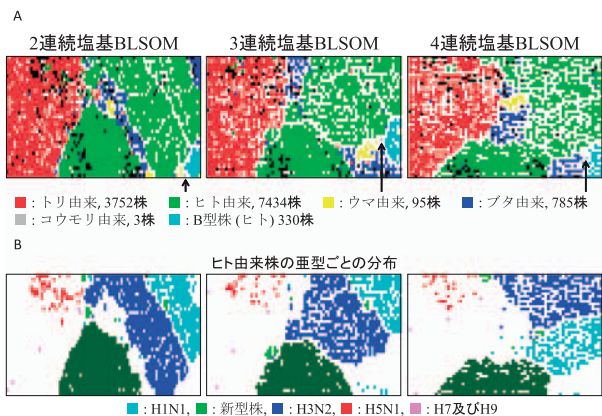 A
2連続塩基BLSOM 3連続塩基BLSOM 4連続塩基BLSOM
: トリ由来, 3752株 : ヒト由来, 7434株 : ウマ由来, 95株 : ブタ由来, 785株
: コウモリ由来, 3株 : B型株 (ヒト) 330株
B
ヒト由来株の亜型ごとの分布
: H1N1, : 新型株, : H3N2, : H5N1, : H7及びH9